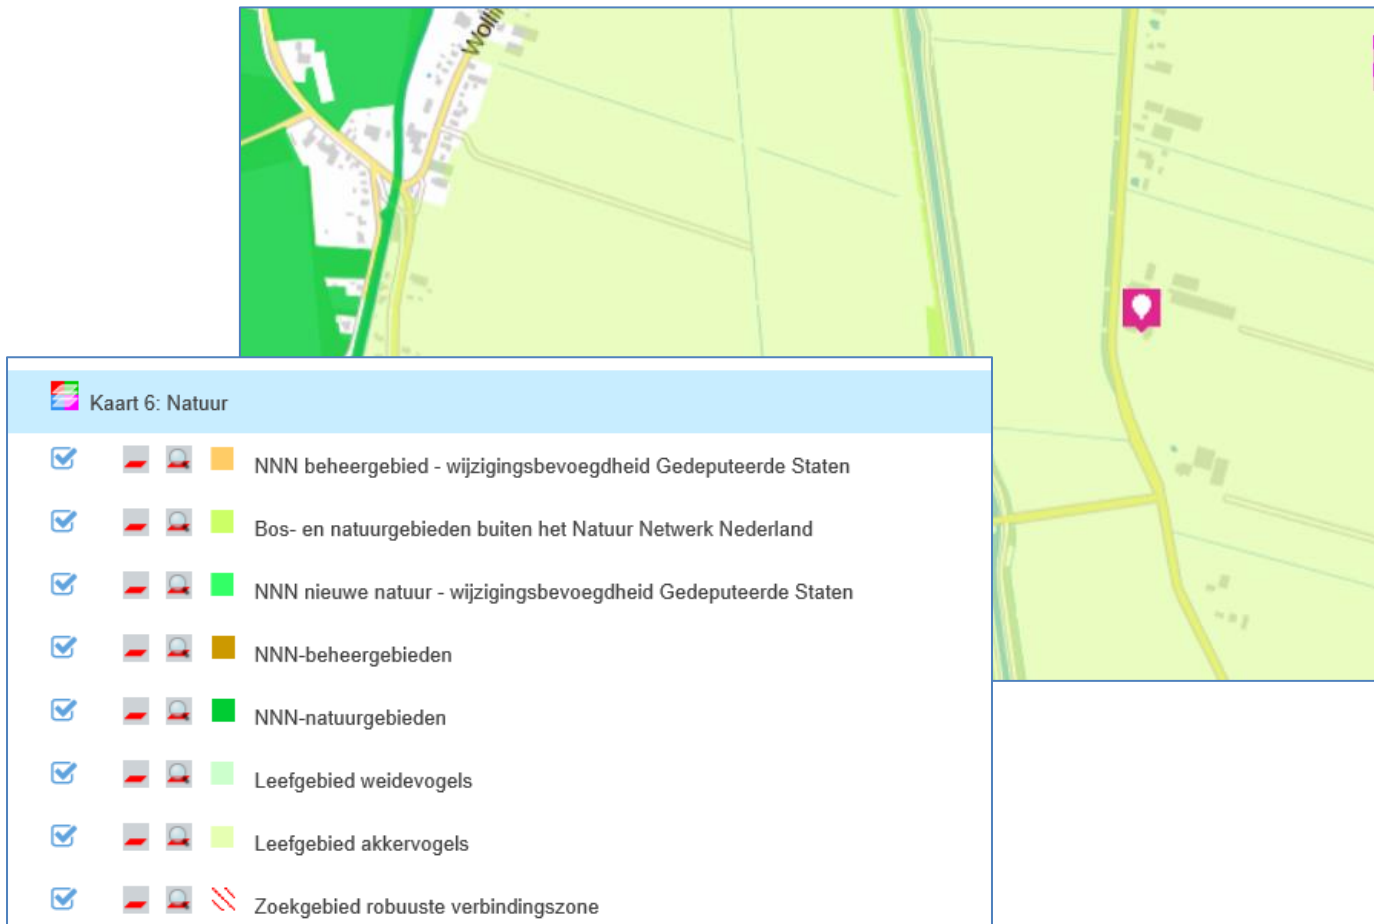 Wolli
Kaart 6: Natuur
NNN beheergebied - wijzigingsbevoegdheid Gedeputeerde Staten
Bos- en natuurgebieden buiten het Natuur Netwerk Nederland
NNN nieuwe natuur - wijzigingsbevoegdheid Gedeputeerde Staten
NNN-beheergebieden
NNN-natuurgebieden
Leefgebied weidevogels
Leefgebied akkervogels
Zoekgebied robuuste verbindingszone